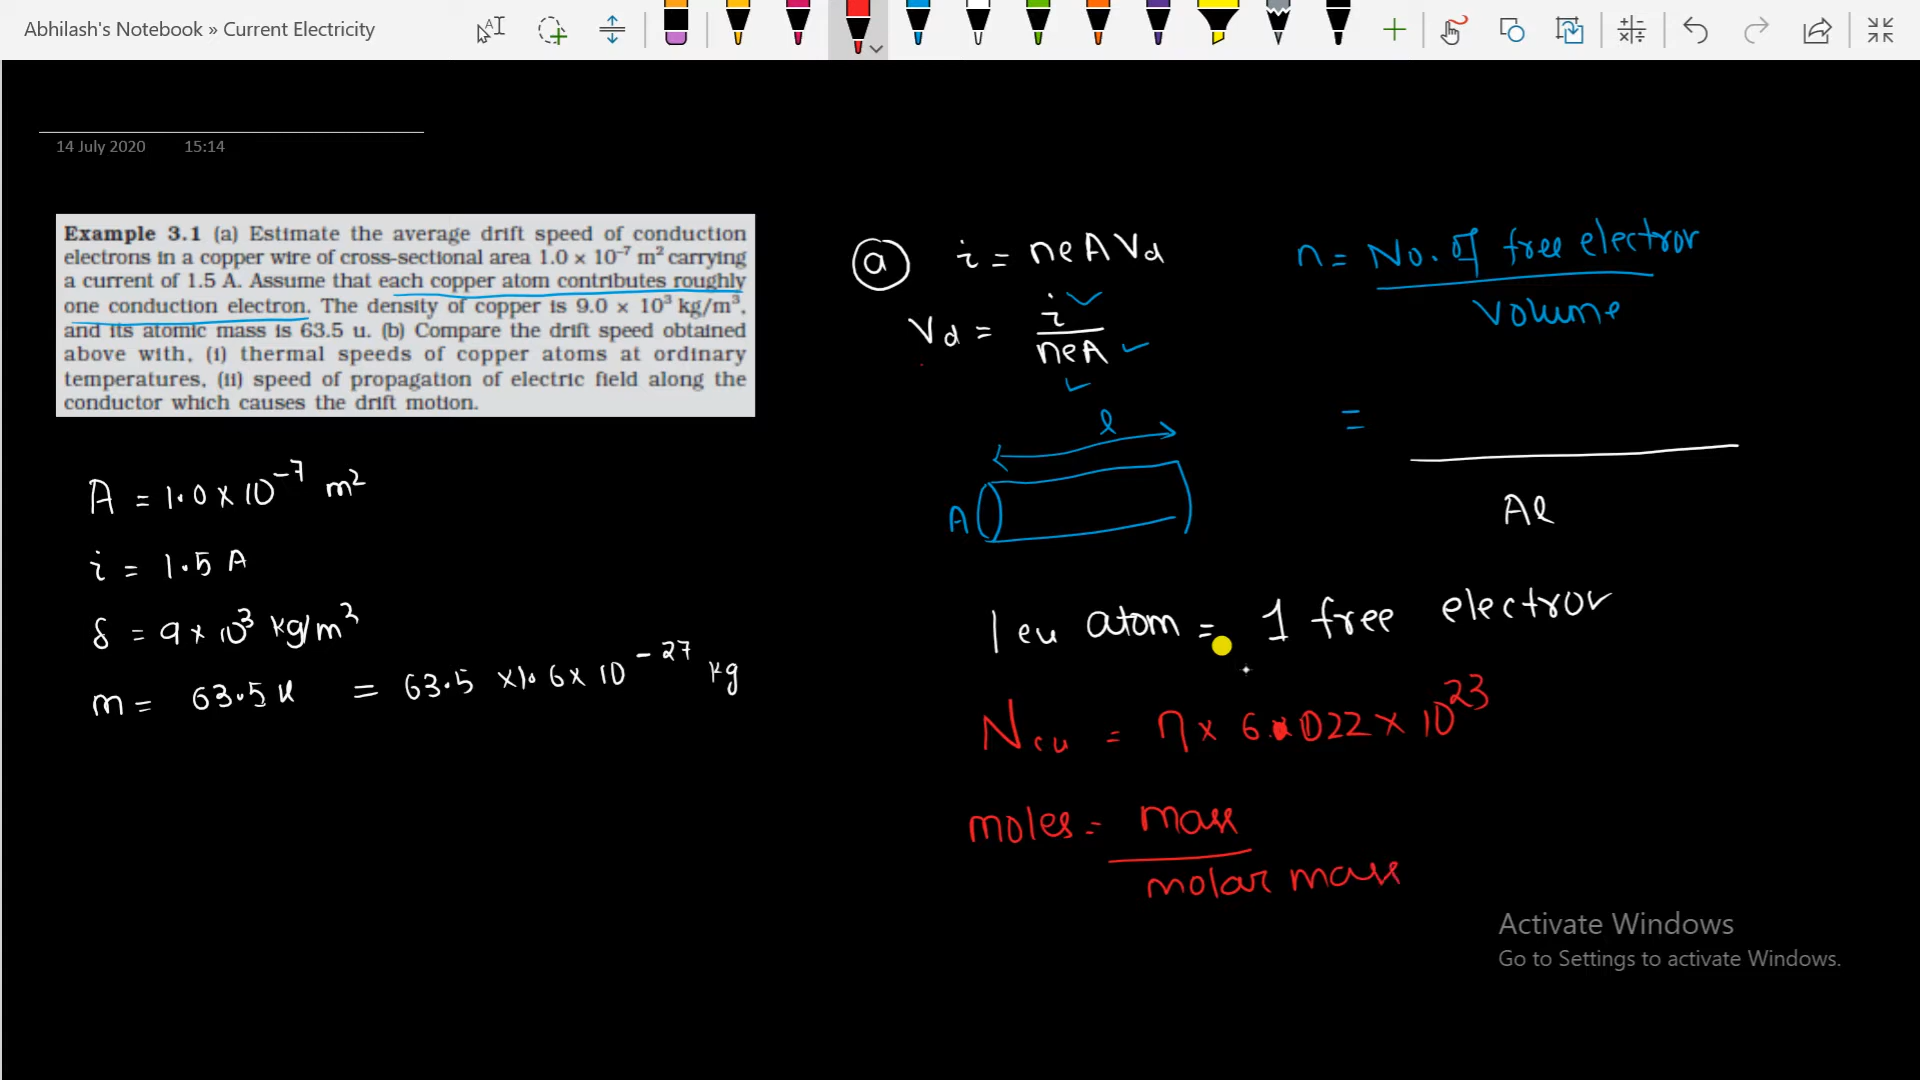 Abhilash's Notebook » Current Electricity
14 July 2020 15:14
Example 3.1 (a) Estimate the average drift speed of conduction
electrons in a copper wire of cross-sectional area 1.0 × 10⁻⁷ m² carrying
a current of 1.5 A. Assume that each copper atom contributes roughly
one conduction electron. The density of copper is 9.0 × 10³ kg/m³,
and its atomic mass is 63.5 u. (b) Compare the drift speed obtained
above with, (i) thermal speeds of copper atoms at ordinary
temperatures, (ii) speed of propagation of electric field along the
conductor which causes the drift motion.
A = 1.0 × 10⁻⁷ m²
i = 1.5 A
δ = 9 × 10³ kg/m³
m = 63.5 u = 63.5 × 1.6 × 10⁻²⁷ kg
(a) i = neAVd
Vd = i / neA
n = No. of free electron
Volume
=
Al
l
A
1 cu atom = 1 free electron
Ncu = η × 6.022 × 10²³
moles = mass
molar mass
Activate Windows
Go to Settings to activate Windows.